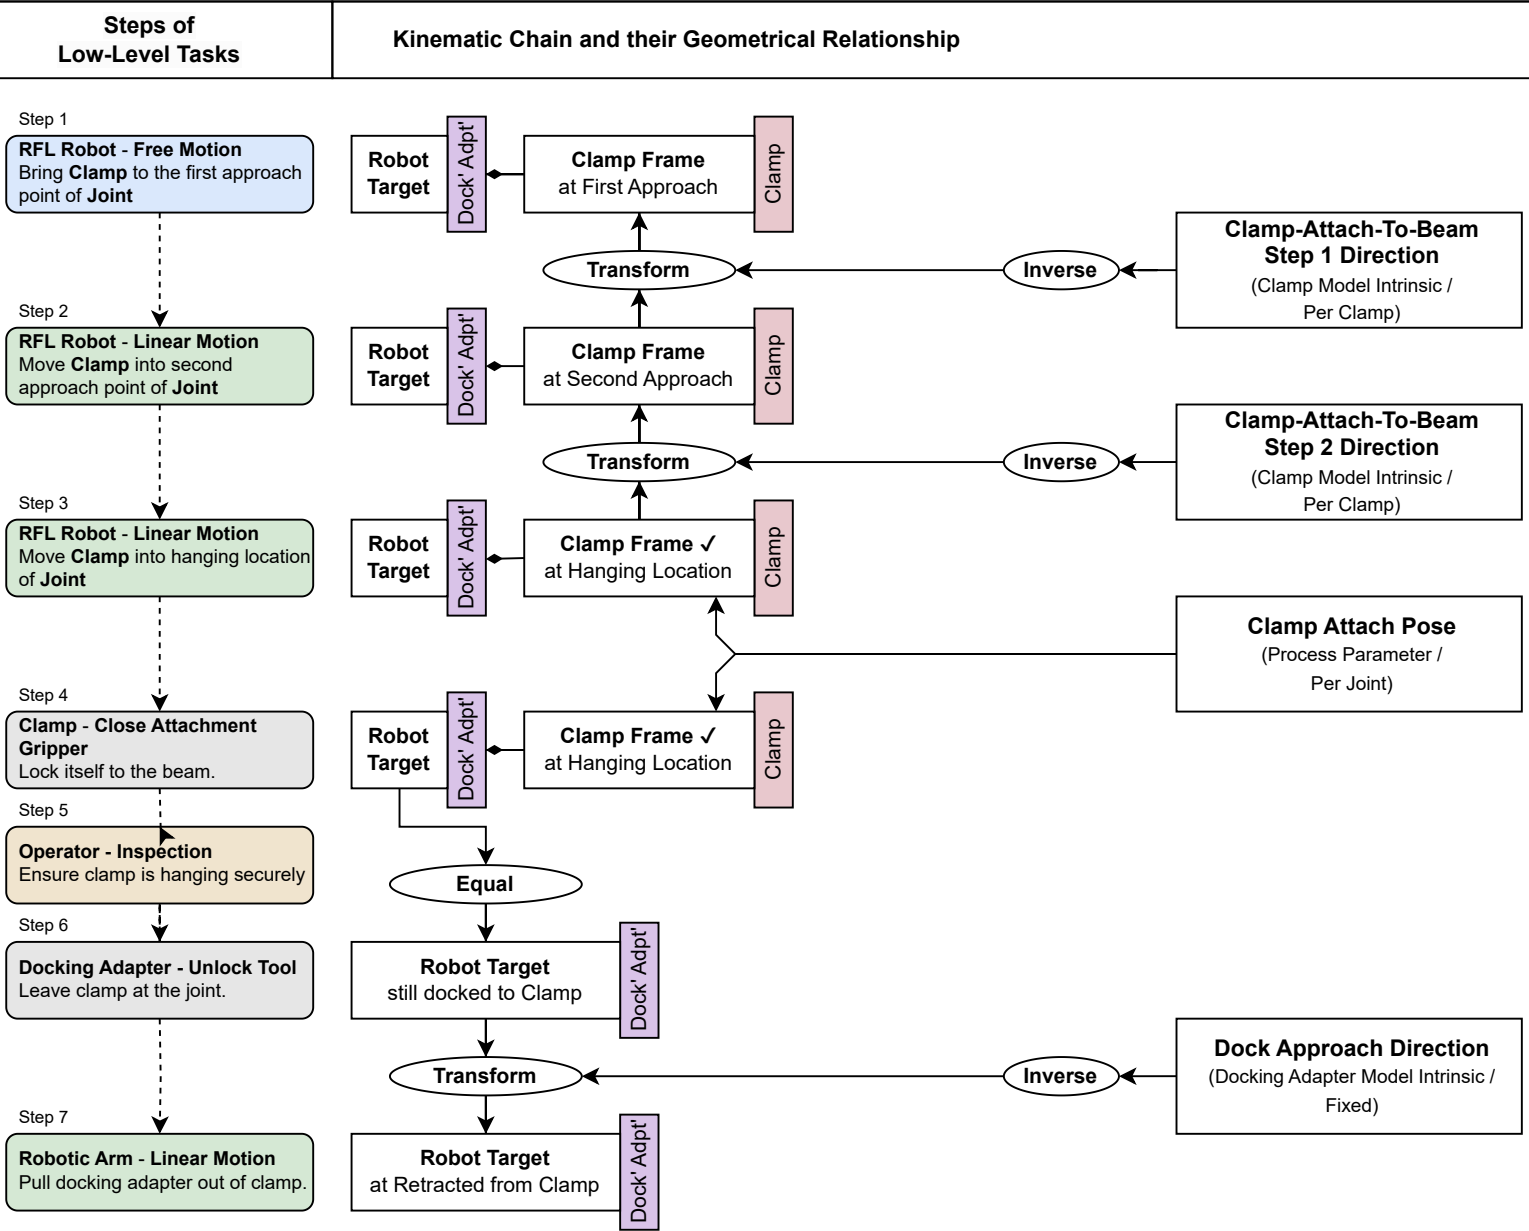 Steps of
Low-Level Tasks
Kinematic Chain and their Geometrical Relationship
Step 1
RFL Robot - Free Motion
Bring Clamp to the first approach
point of Joint
Robot
Target
Dock' Adpt'
Clamp Frame
at First Approach
Clamp
Transform
Inverse
Clamp-Attach-To-Beam
Step 1 Direction
(Clamp Model Intrinsic /
Per Clamp)
Step 2
RFL Robot - Linear Motion
Move Clamp into second
approach point of Joint
Robot
Target
Dock' Adpt'
Clamp Frame
at Second Approach
Clamp
Transform
Inverse
Clamp-Attach-To-Beam
Step 2 Direction
(Clamp Model Intrinsic /
Per Clamp)
Step 3
RFL Robot - Linear Motion
Move Clamp into hanging location
of Joint
Robot
Target
Dock' Adpt'
Clamp Frame ✓
at Hanging Location
Clamp
Clamp Attach Pose
(Process Parameter /
Per Joint)
Step 4
Clamp - Close Attachment
Gripper
Lock itself to the beam.
Robot
Target
Dock' Adpt'
Clamp Frame ✓
at Hanging Location
Clamp
Step 5
Operator - Inspection
Ensure clamp is hanging securely
Equal
Step 6
Docking Adapter - Unlock Tool
Leave clamp at the joint.
Robot Target
still docked to Clamp
Dock' Adpt'
Transform
Inverse
Dock Approach Direction
(Docking Adapter Model Intrinsic /
Fixed)
Step 7
Robotic Arm - Linear Motion
Pull docking adapter out of clamp.
Robot Target
at Retracted from Clamp
Dock' Adpt'